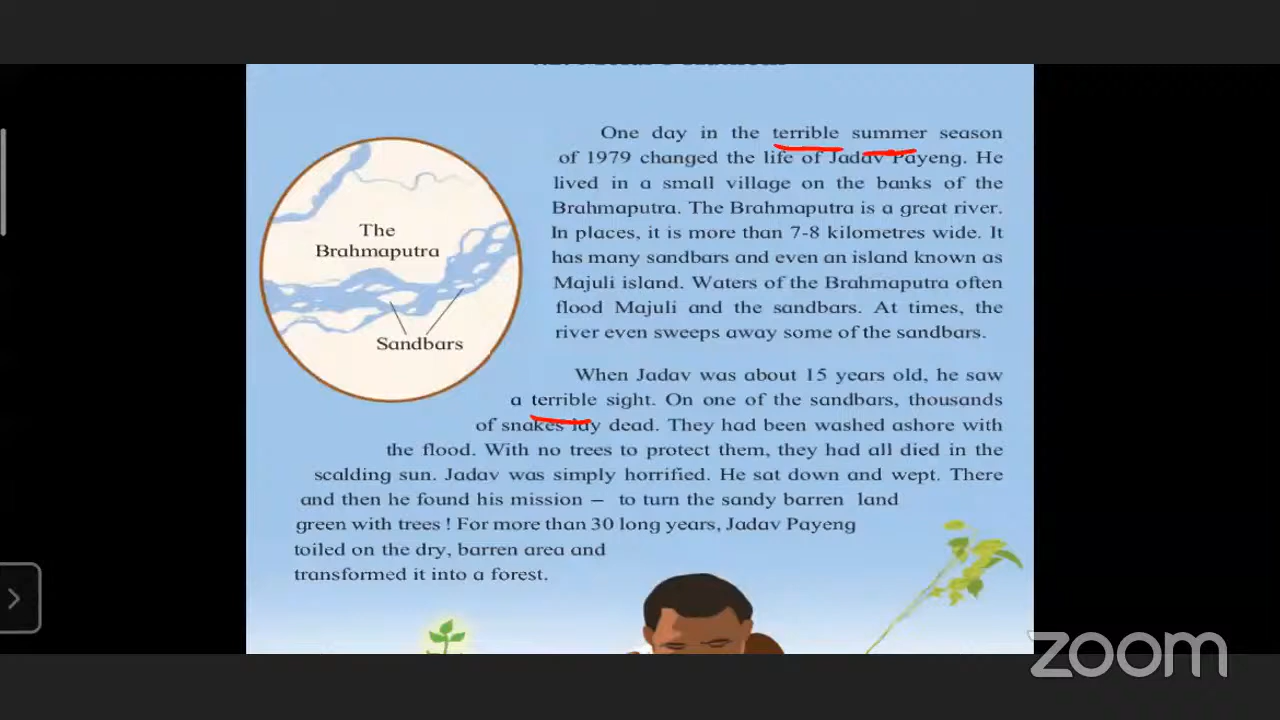 One day in the terrible summer season
of 1979 changed the life of Jadav Payeng. He
lived in a small village on the banks of the
Brahmaputra. The Brahmaputra is a great river.
In places, it is more than 7-8 kilometres wide. It
has many sandbars and even an island known as
Majuli island. Waters of the Brahmaputra often
flood Majuli and the sandbars. At times, the
river even sweeps away some of the sandbars.
The
Brahmaputra
Sandbars
When Jadav was about 15 years old, he saw
a terrible sight. On one of the sandbars, thousands
of snakes lay dead. They had been washed ashore with
the flood. With no trees to protect them, they had all died in the
scalding sun. Jadav was simply horrified. He sat down and wept. There
and then he found his mission – to turn the sandy barren land
green with trees ! For more than 30 long years, Jadav Payeng
toiled on the dry, barren area and
transformed it into a forest.
zoom